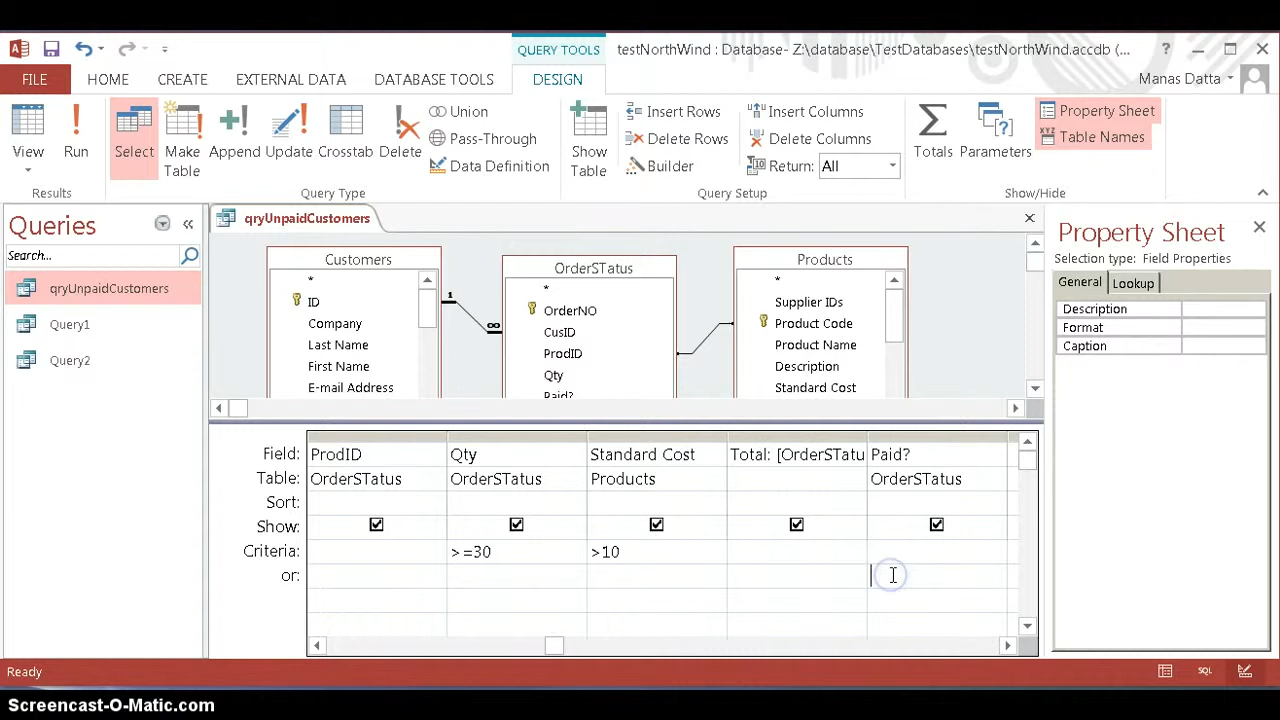 QUERY TOOLS
testNorthWind : Database- Z:\database\TestDatabases\testNorthWind.accdb (...
?
FILE
HOME
CREATE
EXTERNAL DATA
DATABASE TOOLS
DESIGN
Manas Datta
View
Run
Select
Make Table
Append
Update
Crosstab
Delete
Union
Pass-Through
Data Definition
Show Table
Insert Rows
Delete Rows
Builder
Insert Columns
Delete Columns
Return: All
Totals
Parameters
Property Sheet
Table Names
Results
Query Type
Query Setup
Show/Hide
Queries
Search...
qryUnpaidCustomers
Query1
Query2
qryUnpaidCustomers
Customers
*
ID
Company
Last Name
First Name
E-mail Address
1
∞
OrderSTatus
*
OrderNO
CusID
ProdID
Qty
Paid?
Products
*
Supplier IDs
Product Code
Product Name
Description
Standard Cost
Field: ProdID Qty Standard Cost Total: [OrderSTatu Paid?
Table: OrderSTatus OrderSTatus Products OrderSTatus
Sort:
Show:
Criteria: >=30 >10
or:
Property Sheet
Selection type: Field Properties
General Lookup
Description
Format
Caption
Ready
SQL
Screencast-O-Matic.com